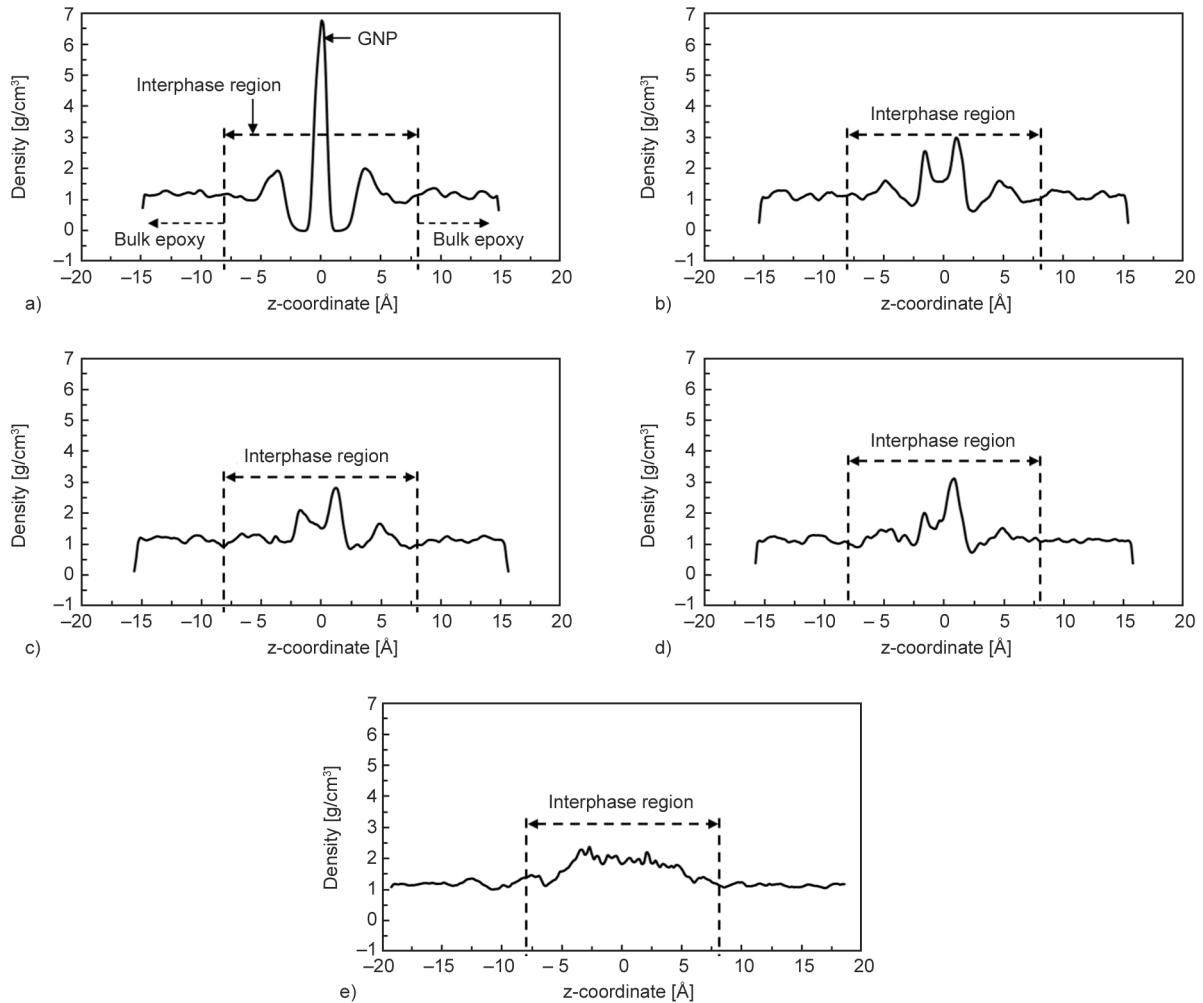 7
6
5
4
3
2
1
0
–1
Density [g/cm³]
GNP
Interphase region
Bulk epoxy
Bulk epoxy
–20 –15 –10 –5 0 5 10 15 20
z-coordinate [Å]
a)
7
6
5
4
3
2
1
0
–1
Density [g/cm³]
Interphase region
–20 –15 –10 –5 0 5 10 15 20
z-coordinate [Å]
b)
7
6
5
4
3
2
1
0
–1
Density [g/cm³]
Interphase region
–20 –15 –10 –5 0 5 10 15 20
z-coordinate [Å]
c)
7
6
5
4
3
2
1
0
–1
Density [g/cm³]
Interphase region
–20 –15 –10 –5 0 5 10 15 20
z-coordinate [Å]
d)
7
6
5
4
3
2
1
0
–1
Density [g/cm³]
Interphase region
–20 –15 –10 –5 0 5 10 15 20
z-coordinate [Å]
e)